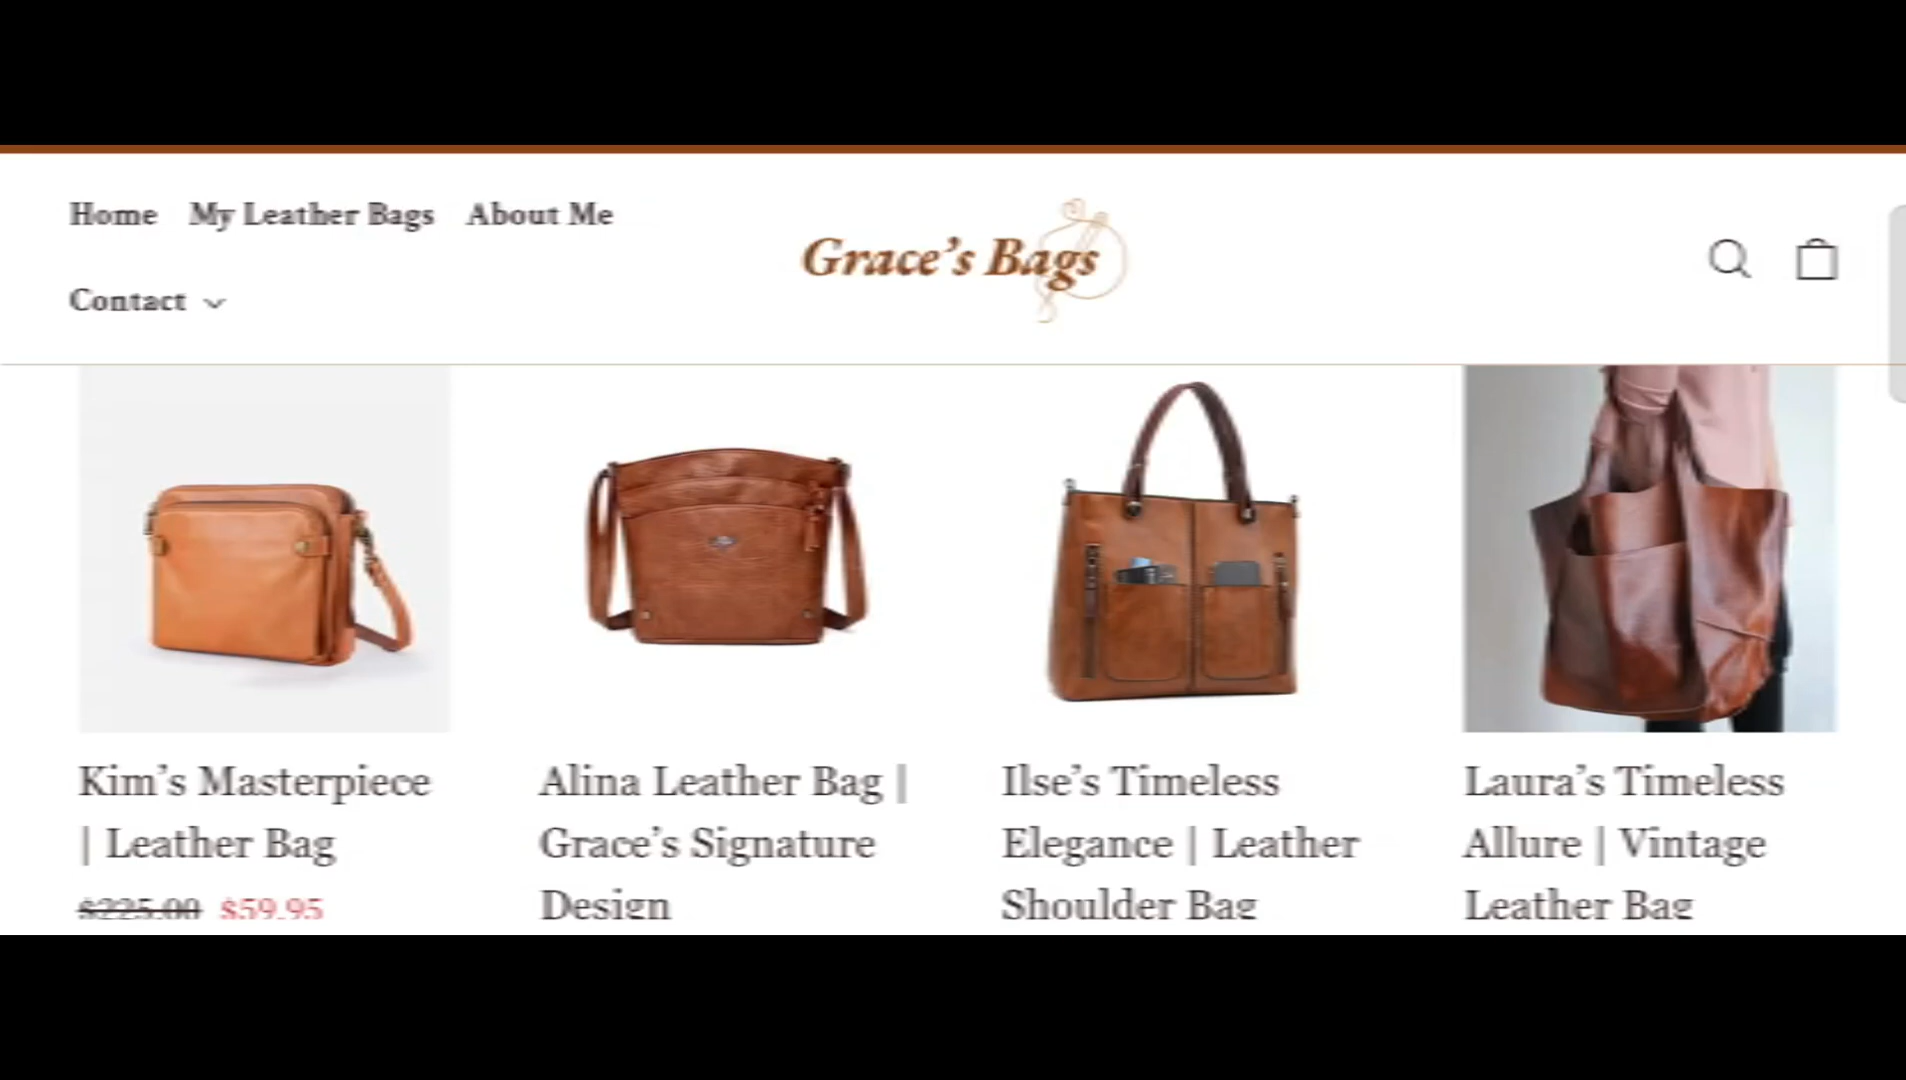 Home My Leather Bags About Me
Contact
Grace's Bags
Kim's Masterpiece
| Leather Bag
$225.00 $59.95
Alina Leather Bag |
Grace's Signature
Design
Ilse's Timeless
Elegance | Leather
Shoulder Bag
Laura's Timeless
Allure | Vintage
Leather Bag